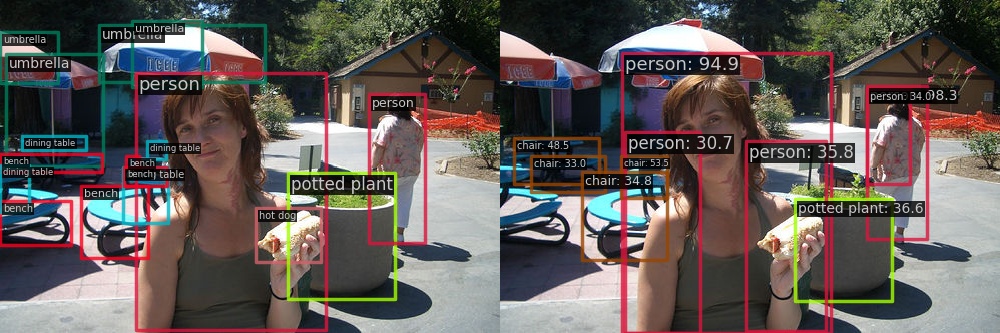 umbrella
umbrella
umbrella
umbrella
person
person
dining table
dining table
bench
dining table
bench
bench
bench
table
potted plant
hot dog
person: 94.9
person: 34.0
98.3
person: 30.7
person: 35.8
chair: 48.5
chair: 33.0
chair: 53.5
chair: 34.8
potted plant: 36.6